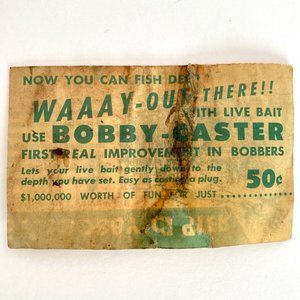 NOW YOU CAN FISH DEEP
WAAAY-OUT THERE!!
WITH LIVE BAIT
USE BOBBY-CASTER
FIRST REAL IMPROVEMENT IN BOBBERS
Lets your live bait gently down to the
depth you have set. Easy as casting a plug.
$1,000,000 WORTH OF FUN FOR JUST 50¢